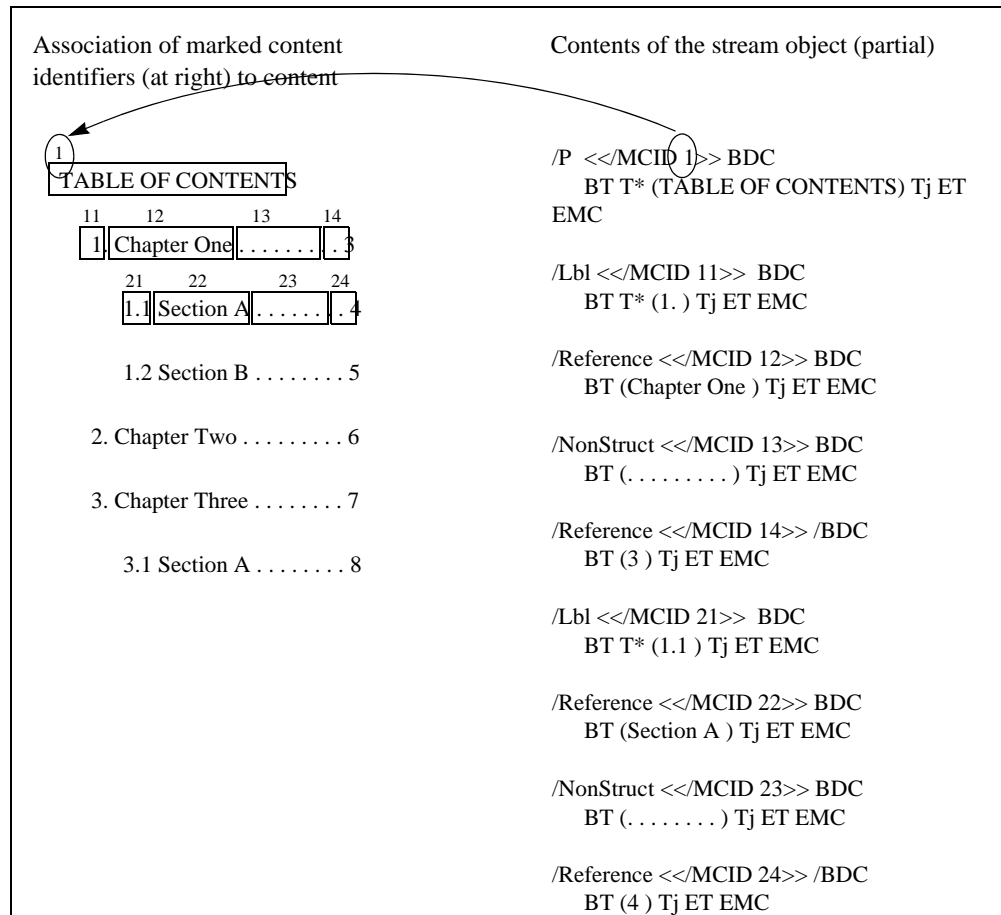 Association of marked content
identifiers (at right) to content
1
TABLE OF CONTENTS
11 12 13 14
1. Chapter One . . . . . . . . . 3
21 22 23 24
1.1 Section A . . . . . . . . 4
1.2 Section B . . . . . . . . 5
2. Chapter Two . . . . . . . . . 6
3. Chapter Three . . . . . . . . 7
3.1 Section A . . . . . . . . 8
Contents of the stream object (partial)
/P <</MCID 1>> BDC
BT T* (TABLE OF CONTENTS) Tj ET
EMC
/Lbl <</MCID 11>> BDC
BT T* (1. ) Tj ET EMC
/Reference <</MCID 12>> BDC
BT (Chapter One ) Tj ET EMC
/NonStruct <</MCID 13>> BDC
BT (. . . . . . . . . ) Tj ET EMC
/Reference <</MCID 14>> /BDC
BT (3 ) Tj ET EMC
/Lbl <</MCID 21>> BDC
BT T* (1.1 ) Tj ET EMC
/Reference <</MCID 22>> BDC
BT (Section A ) Tj ET EMC
/NonStruct <</MCID 23>> BDC
BT (. . . . . . . . ) Tj ET EMC
/Reference <</MCID 24>> /BDC
BT (4 ) Tj ET EMC